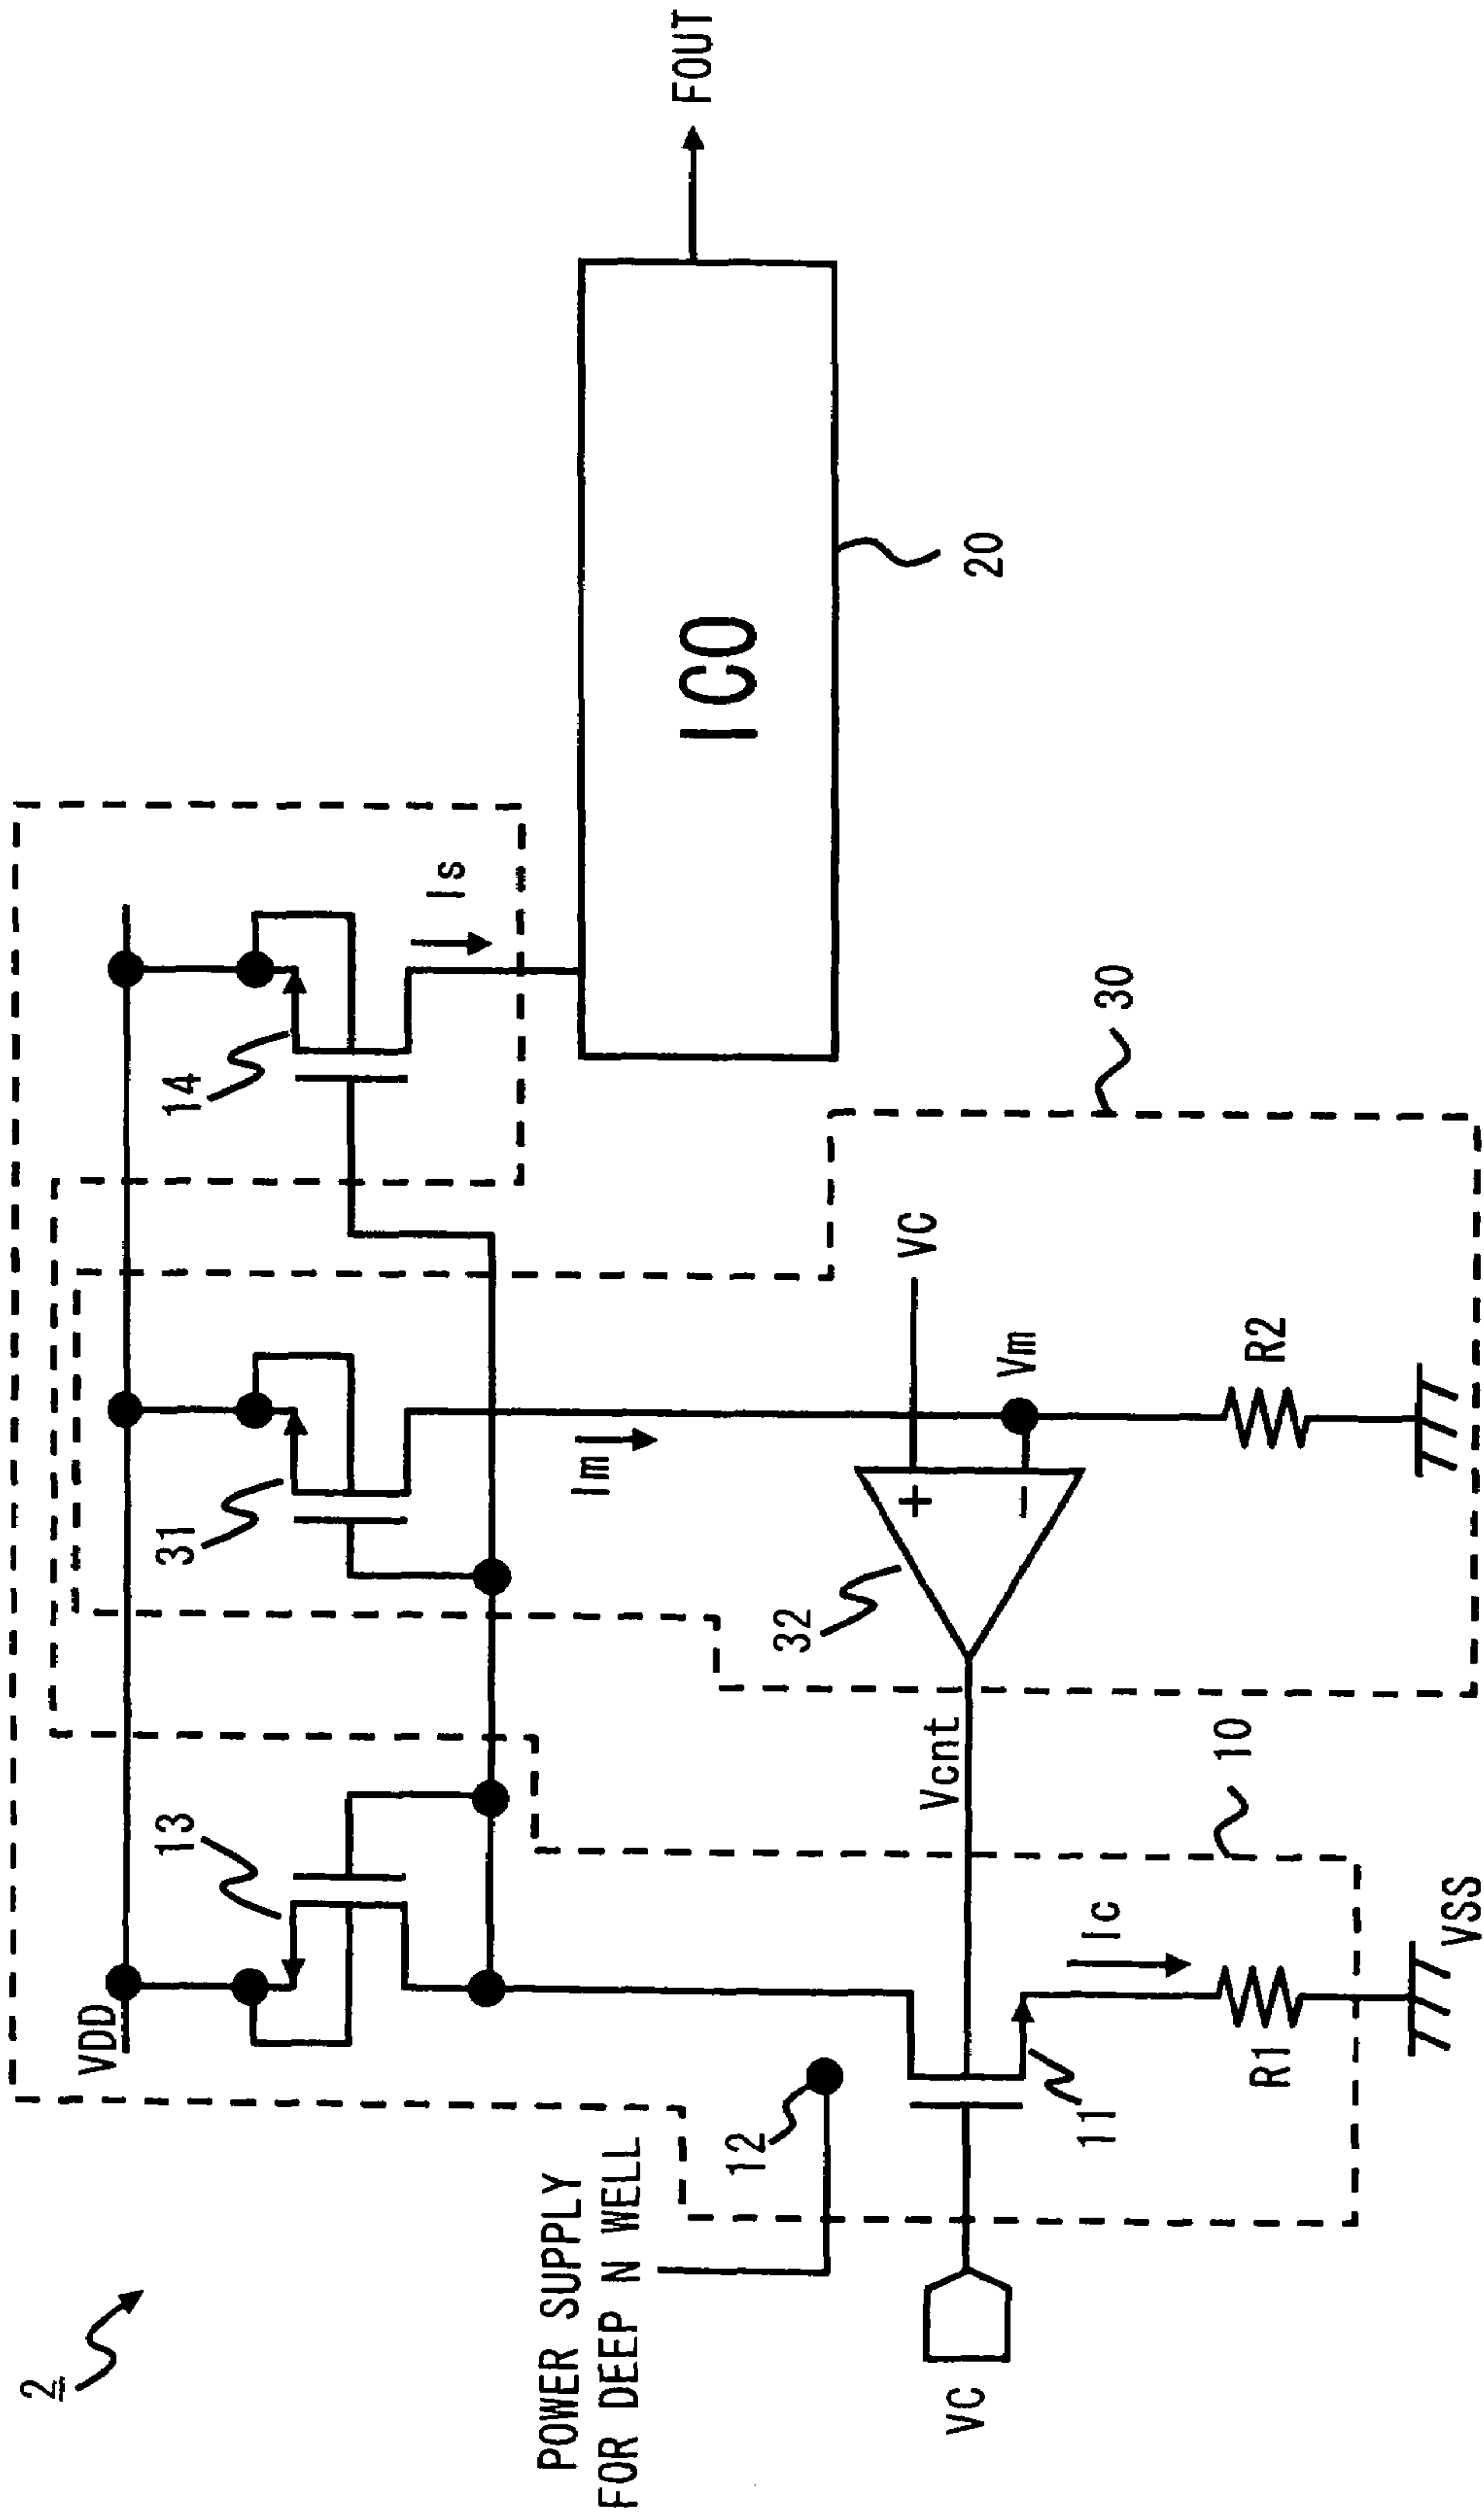 2
VDD
13
31
14
Is
FOUT
ICO
20
POWER SUPPLY
FOR DEEP N WELL
12
Im
32
VC
+
-
Vm
30
VC
Vcnt
11
Ic
10
R1
R2
VSS